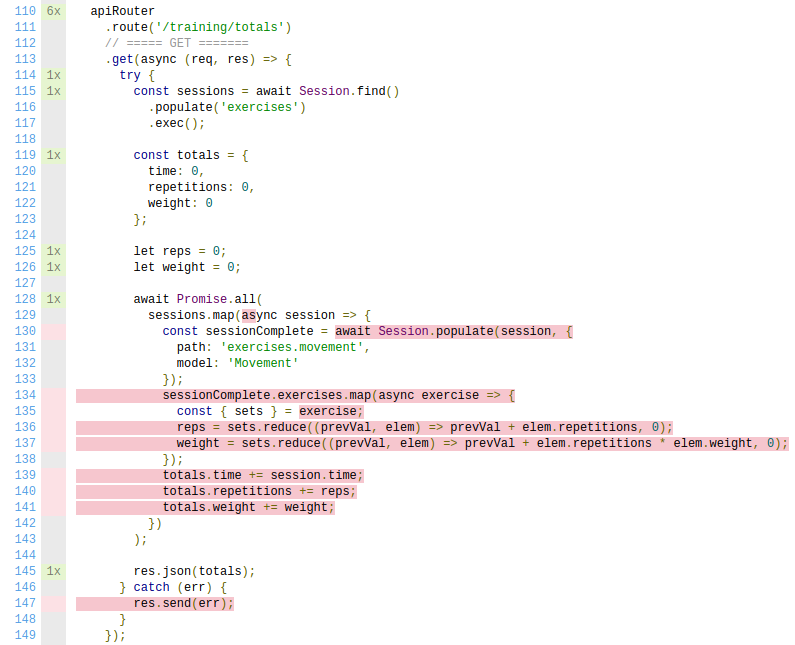 110 6x apiRouter
111 .route('/training/totals')
112 // ===== GET =======
113 .get(async (req, res) => {
114 1x try {
115 1x const sessions = await Session.find()
116 .populate('exercises')
117 .exec();
118
119 1x const totals = {
120 time: 0,
121 repetitions: 0,
122 weight: 0
123 };
124
125 1x let reps = 0;
126 1x let weight = 0;
127
128 1x await Promise.all(
129 sessions.map(async session => {
130 const sessionComplete = await Session.populate(session, {
131 path: 'exercises.movement',
132 model: 'Movement'
133 });
134 sessionComplete.exercises.map(async exercise => {
135 const { sets } = exercise;
136 reps = sets.reduce((prevVal, elem) => prevVal + elem.repetitions, 0);
137 weight = sets.reduce((prevVal, elem) => prevVal + elem.repetitions * elem.weight, 0);
138 });
139 totals.time += session.time;
140 totals.repetitions += reps;
141 totals.weight += weight;
142 })
143 );
144
145 1x res.json(totals);
146 } catch (err) {
147 res.send(err);
148 }
149 });